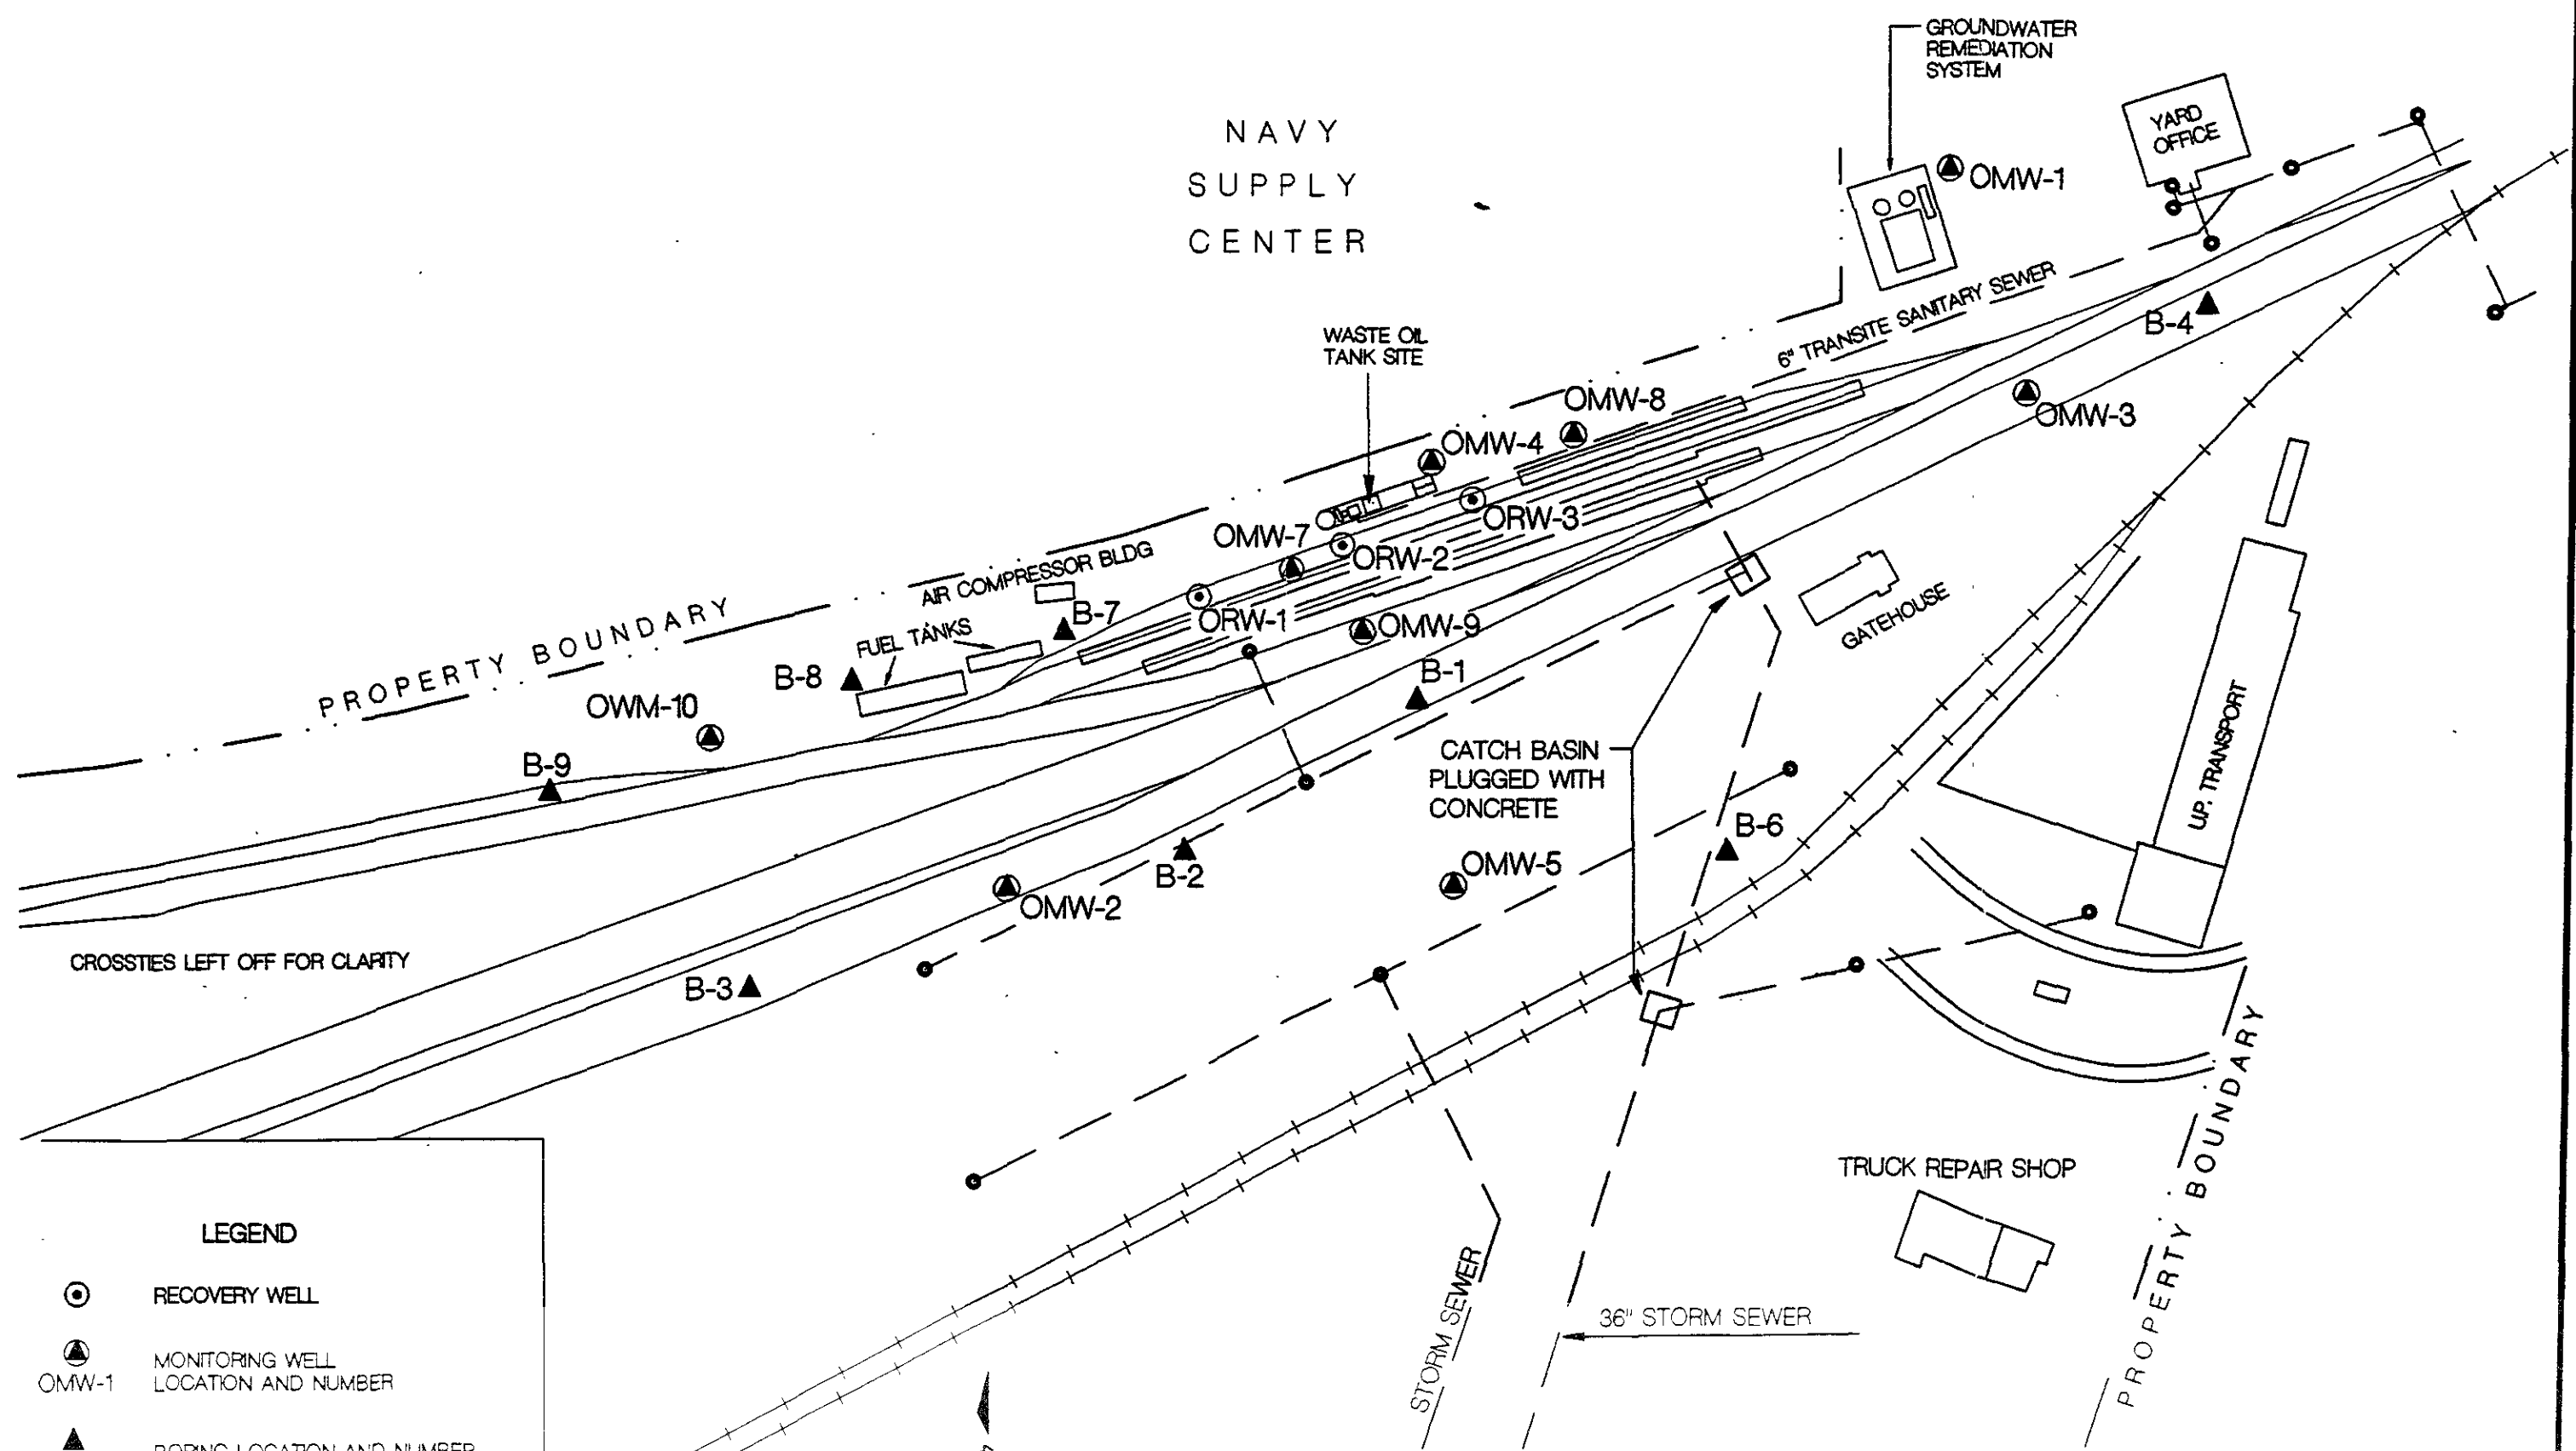 GROUNDWATER
REMEDIATION
SYSTEM
NAVY
SUPPLY
CENTER
YARD
OFFICE
OMW-1
6" TRANSITE SANITARY SEWER
B-4
WASTE OIL
TANK SITE
OMW-8
OMW-3
OMW-4
ORW-3
OMW-7
ORW-2
AIR COMPRESSOR BLDG
B-7
ORW-1
OMW-9
GATEHOUSE
PROPERTY BOUNDARY
FUEL TANKS
B-8
B-1
OWM-10
U.P. TRANSPORT
CATCH BASIN
PLUGGED WITH
CONCRETE
B-9
B-6
B-2
OMW-5
OMW-2
CROSSTIES LEFT OFF FOR CLARITY
B-3
PROPERTY BOUNDARY
TRUCK REPAIR SHOP
STORM SEWER
36" STORM SEWER
LEGEND
RECOVERY WELL
MONITORING WELL
OMW-1 LOCATION AND NUMBER
BORING LOCATION AND NUMBER